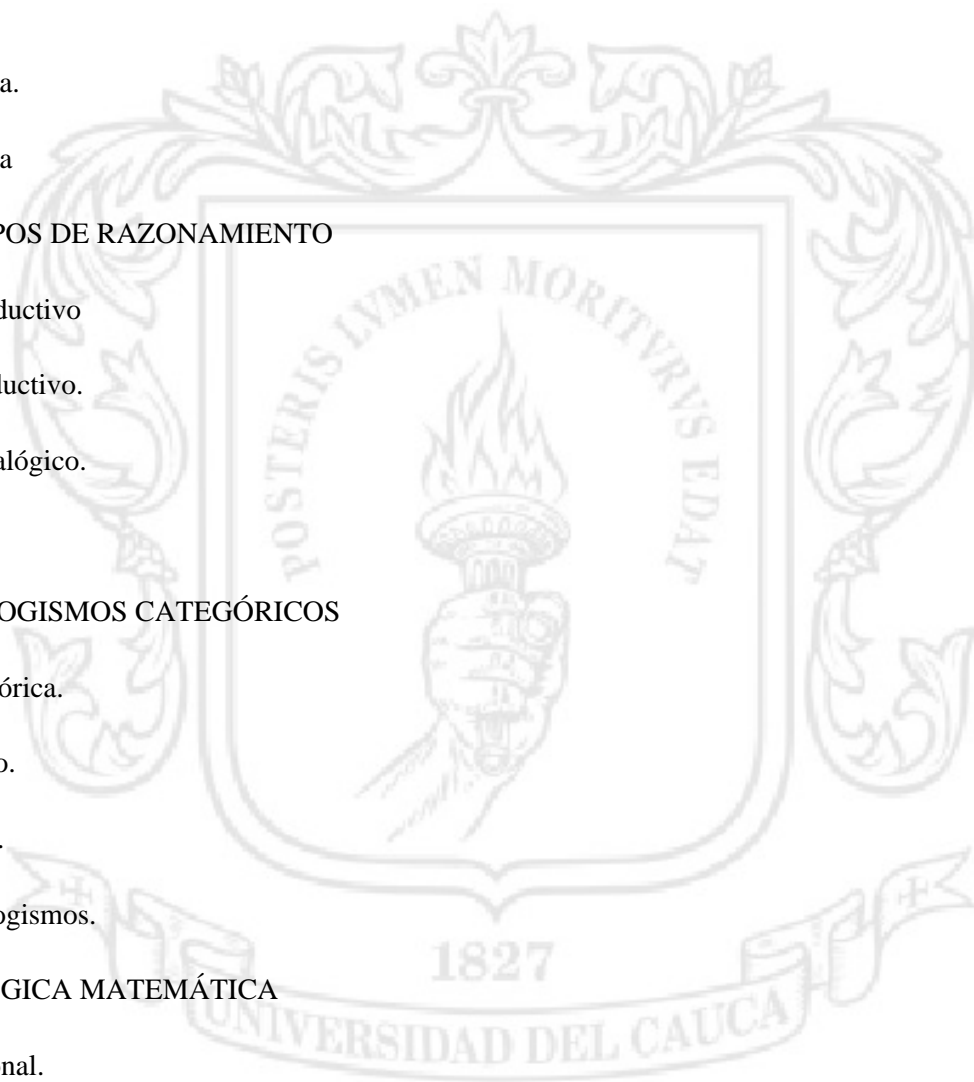 a.
a
POS DE RAZONAMIENTO
ductivo
ductivo.
alógico.
OGISMOS CATEGÓRICOS
órica.
o.
.
ogismos.
GICA MATEMÁTICA
onal.
POSTERIS LVMEN MORITVRVS EDAT
1827
UNIVERSIDAD DEL CAUCA